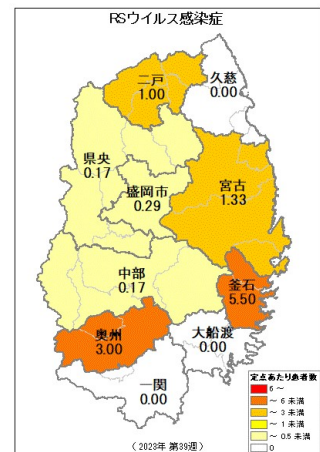 RSウイルス感染症
二戸
1.00
久慈
0.00
県央
0.17
盛岡市
0.29
宮古
1.33
中部
0.17
釜石
5.50
奥州
3.00
大船渡
0.00
一関
0.00
定点あたり患者数
6 ～
～ 6 未満
～ 3 未満
～ 1 未満
～ 0.5 未満
0
（ 2023年 第39週）